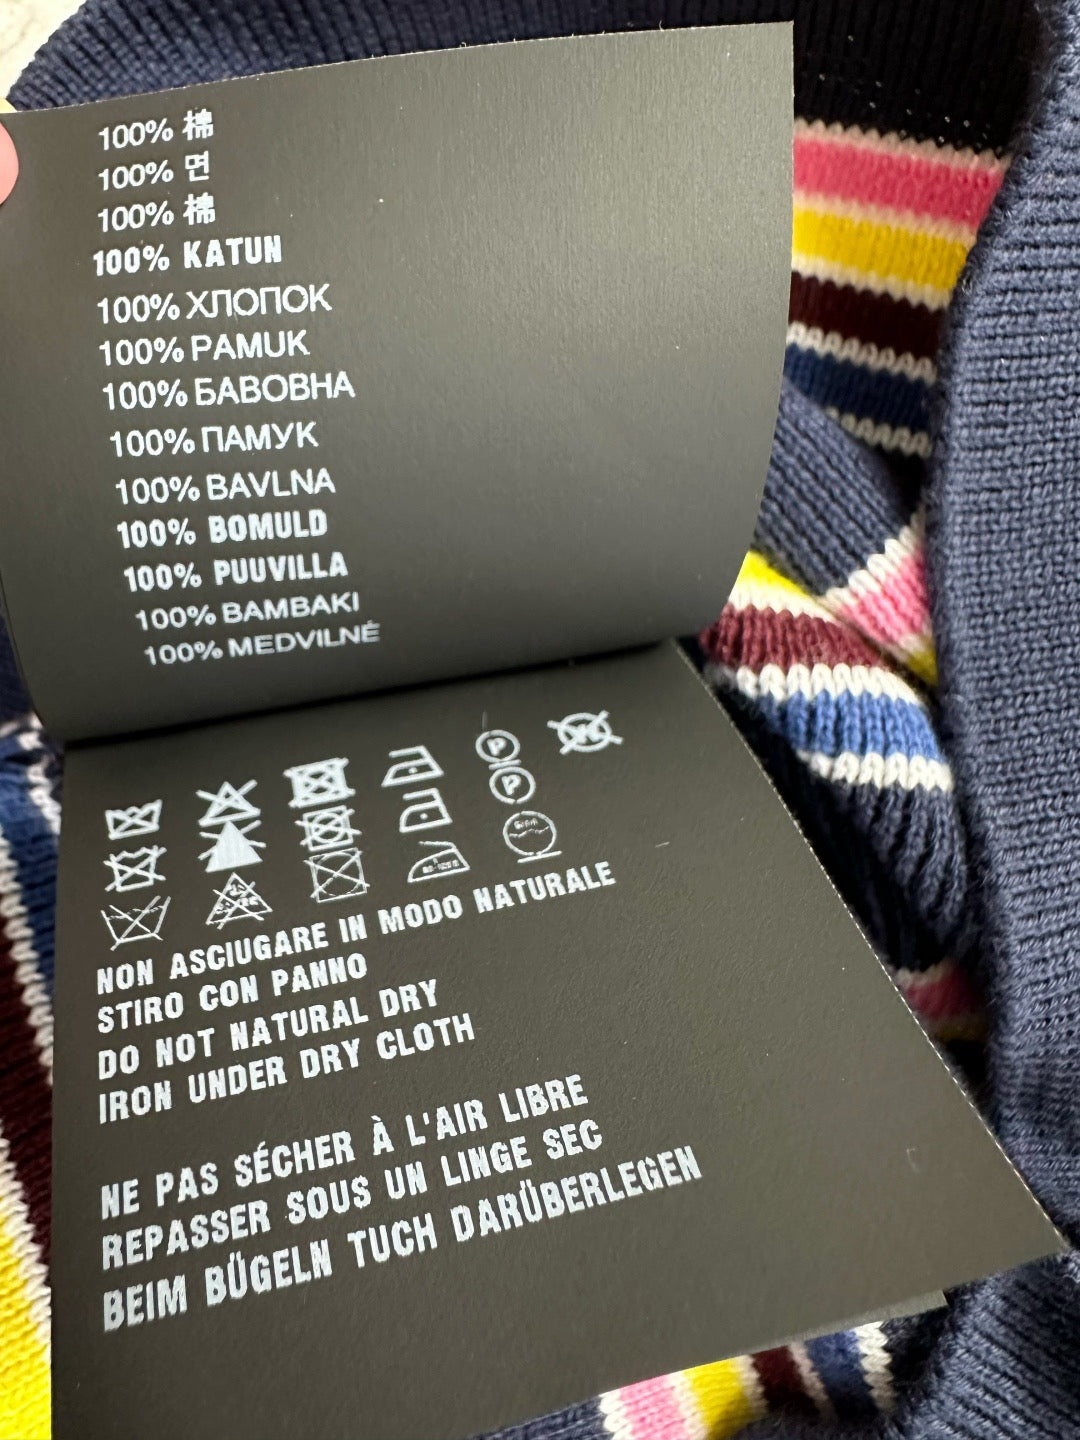 100% 棉
100% 면
100% 棉
100% KATUN
100% ХЛОПОК
100% PAMUK
100% БАВОВНА
100% ПАМУК
100% BAVLNA
100% BOMULD
100% PUUVILLA
100% BAMBAKI
100% MEDVILNÉ
P
P
NON ASCIUGARE IN MODO NATURALE
STIRO CON PANNO
DO NOT NATURAL DRY
IRON UNDER DRY CLOTH
NE PAS SÉCHER À L'AIR LIBRE
REPASSER SOUS UN LINGE SEC
BEIM BÜGELN TUCH DARÜBERLEGEN